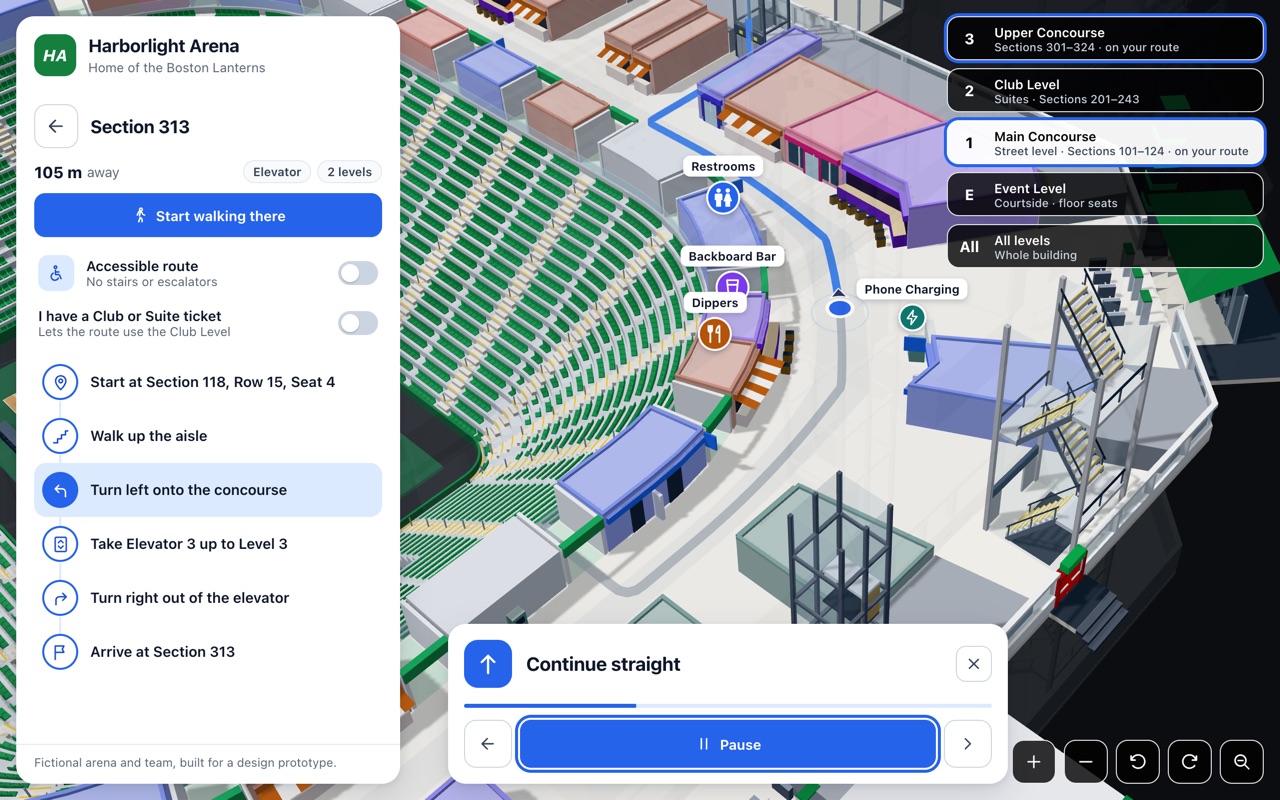 HA
Harborlight Arena
Home of the Boston Lanterns
Section 313
105 m away
Elevator
2 levels
Start walking there
Accessible route
No stairs or escalators
I have a Club or Suite ticket
Lets the route use the Club Level
Start at Section 118, Row 15, Seat 4
Walk up the aisle
Turn left onto the concourse
Take Elevator 3 up to Level 3
Turn right out of the elevator
Arrive at Section 313
Fictional arena and team, built for a design prototype.
Restrooms
Backboard Bar
Dippers
Phone Charging
3
Upper Concourse
Sections 301–324 · on your route
2
Club Level
Suites · Sections 201–243
1
Main Concourse
Street level · Sections 101–124 · on your route
E
Event Level
Courtside · floor seats
All
All levels
Whole building
Continue straight
Pause